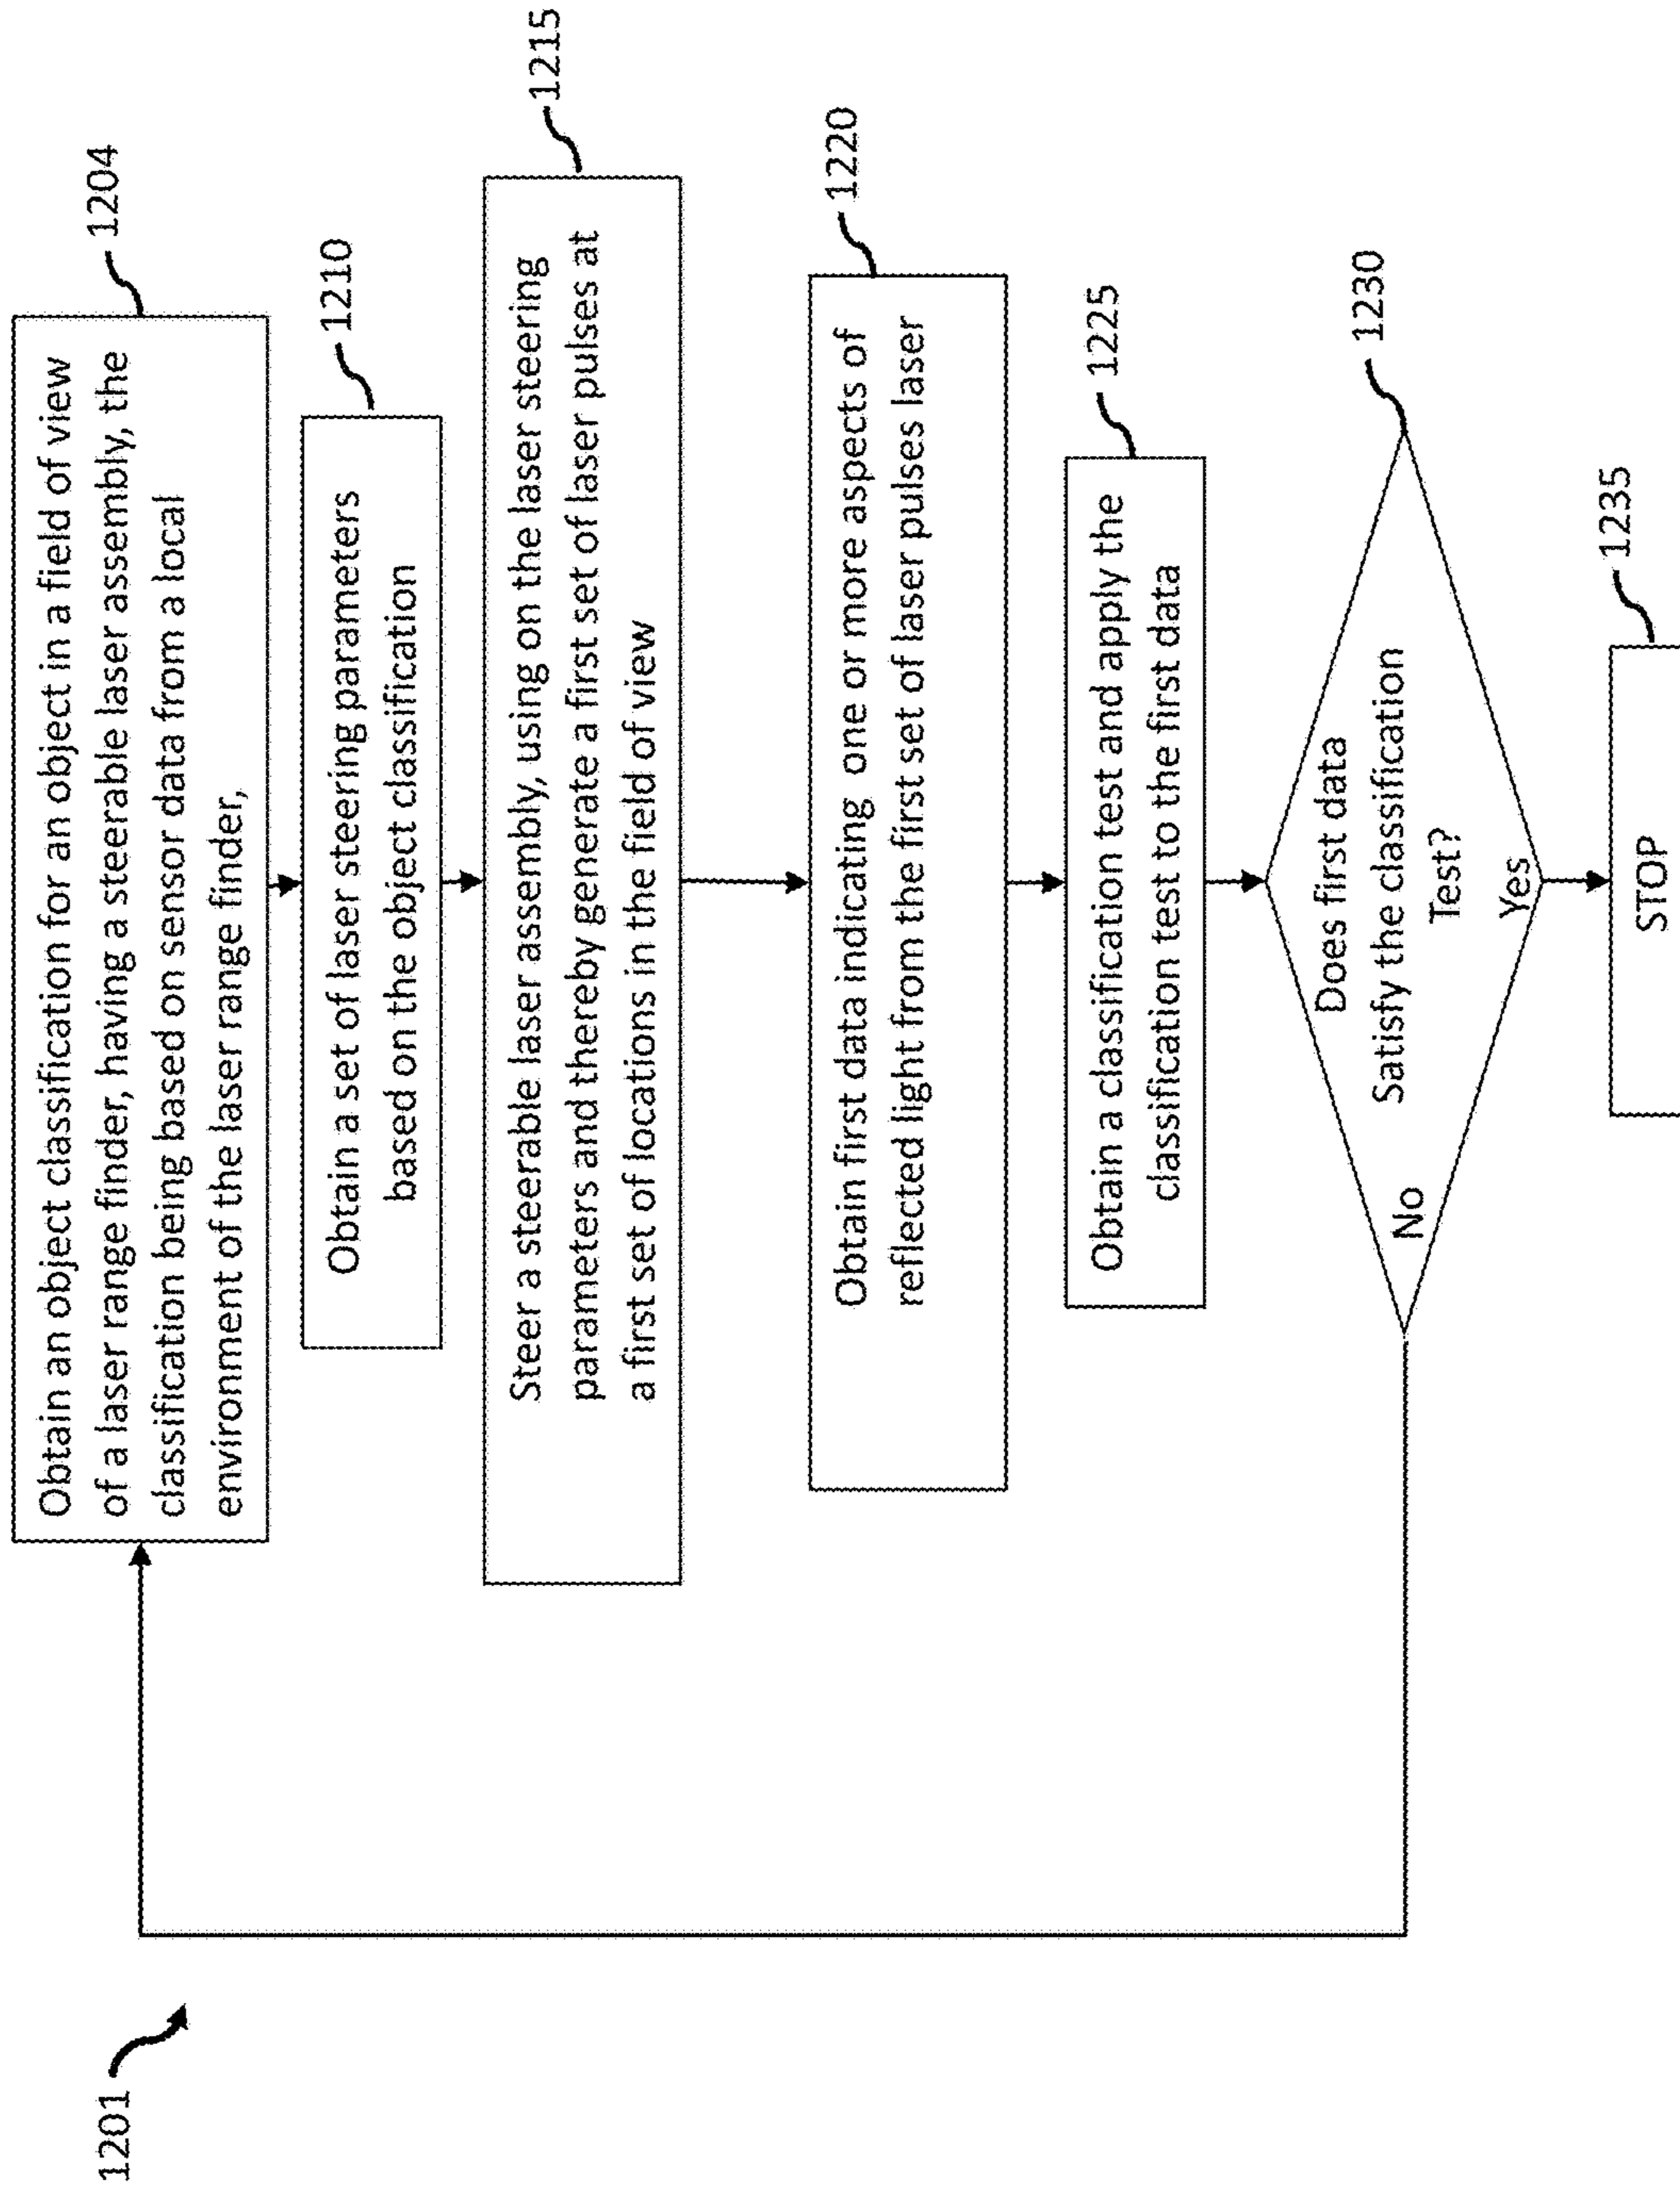 1201
Obtain an object classification for an object in a field of view
of a laser range finder, having a steerable laser assembly, the
classification being based on sensor data from a local
environment of the laser range finder,
1204
Obtain a set of laser steering parameters
based on the object classification
1210
Steer a steerable laser assembly, using on the laser steering
parameters and thereby generate a first set of laser pulses at
a first set of locations in the field of view
1215
Obtain first data indicating one or more aspects of
reflected light from the first set of laser pulses laser
1220
Obtain a classification test and apply the
classification test to the first data
1225
Does first data
Satisfy the classification
Test?
No
Yes
1230
STOP
1235